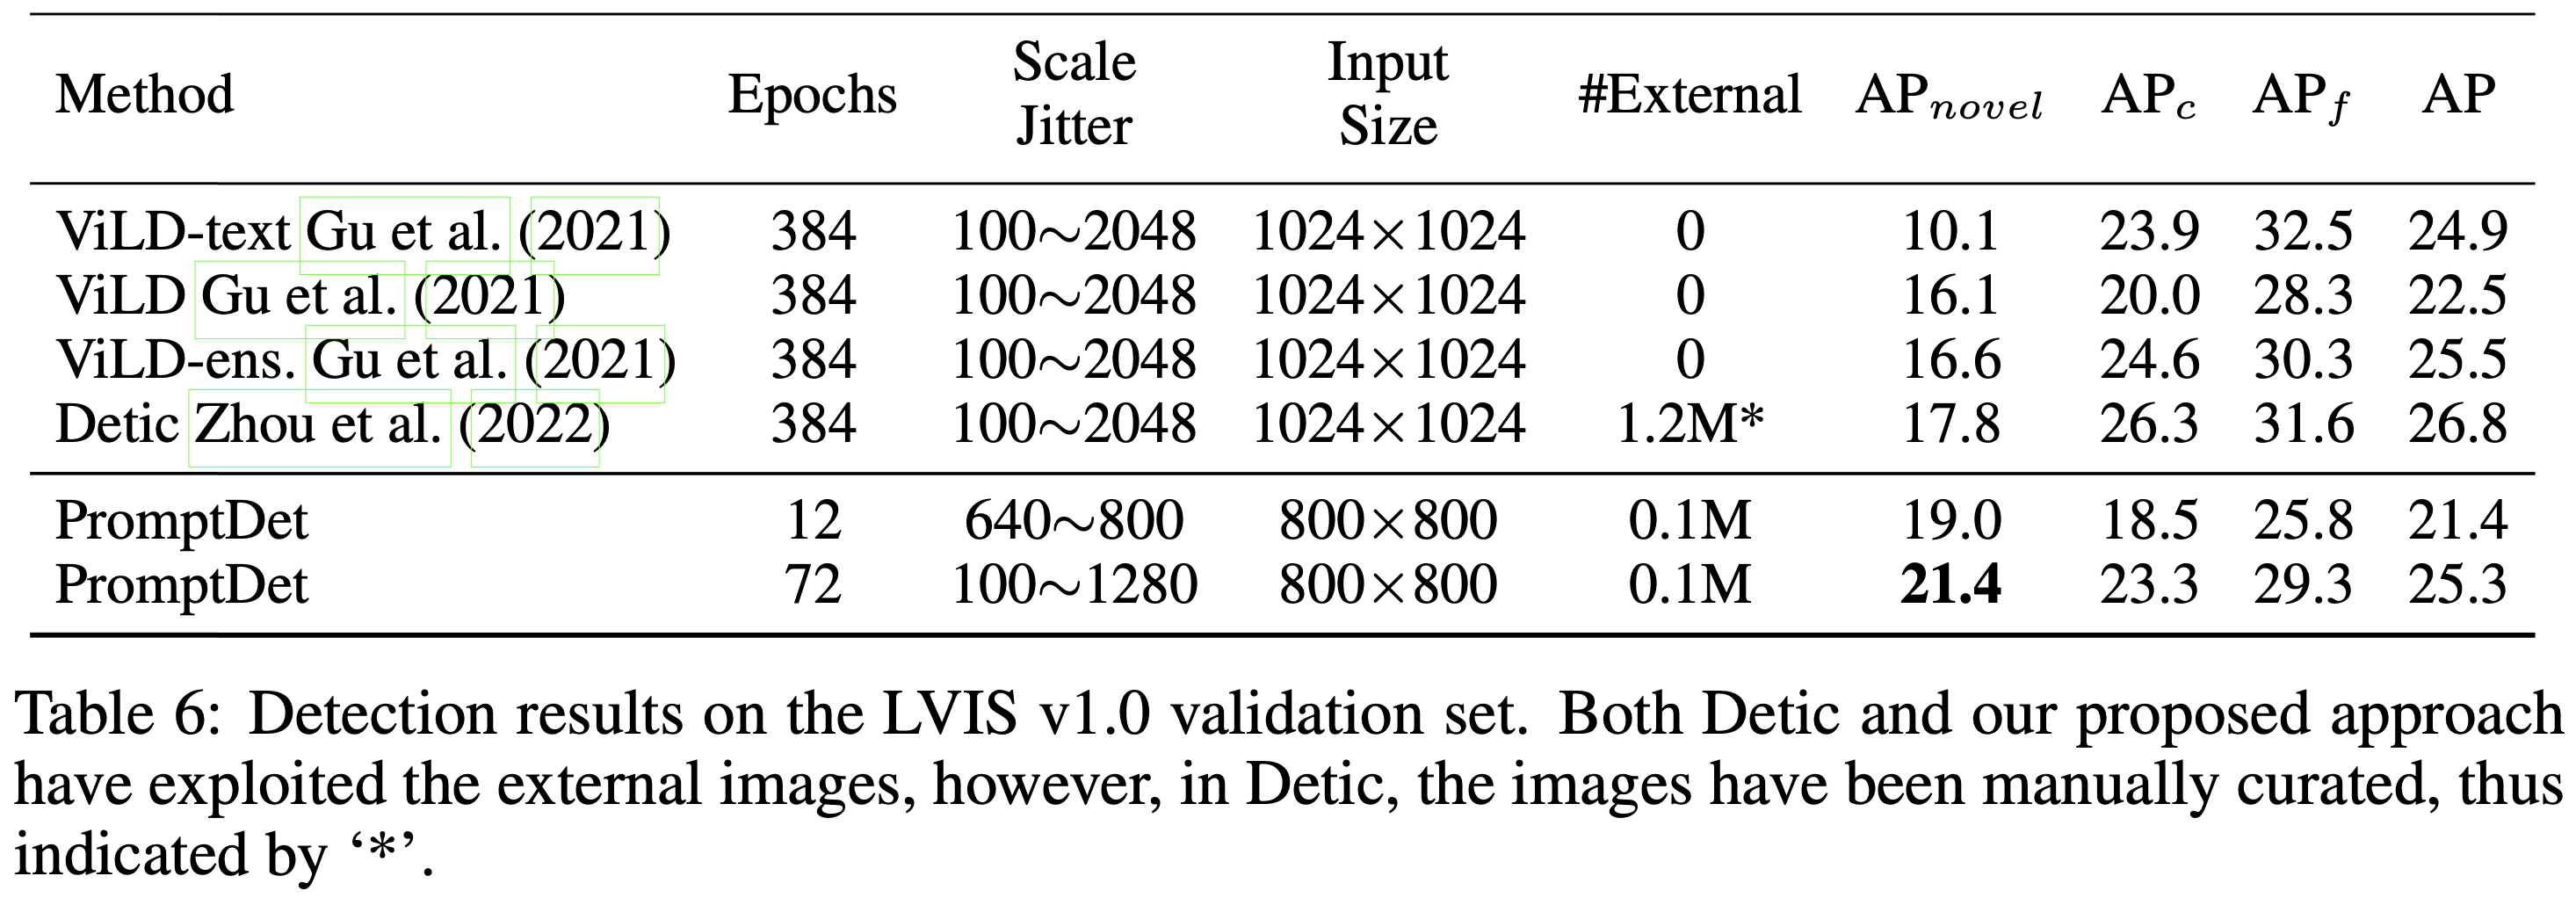 Method Epochs Scale Jitter Input Size #External AP_novel AP_c AP_f AP
ViLD-text Gu et al. (2021) 384 100∼2048 1024×1024 0 10.1 23.9 32.5 24.9
ViLD Gu et al. (2021) 384 100∼2048 1024×1024 0 16.1 20.0 28.3 22.5
ViLD-ens. Gu et al. (2021) 384 100∼2048 1024×1024 0 16.6 24.6 30.3 25.5
Detic Zhou et al. (2022) 384 100∼2048 1024×1024 1.2M* 17.8 26.3 31.6 26.8
PromptDet 12 640∼800 800×800 0.1M 19.0 18.5 25.8 21.4
PromptDet 72 100∼1280 800×800 0.1M 21.4 23.3 29.3 25.3
Table 6: Detection results on the LVIS v1.0 validation set. Both Detic and our proposed approach
have exploited the external images, however, in Detic, the images have been manually curated, thus
indicated by ‘*’.